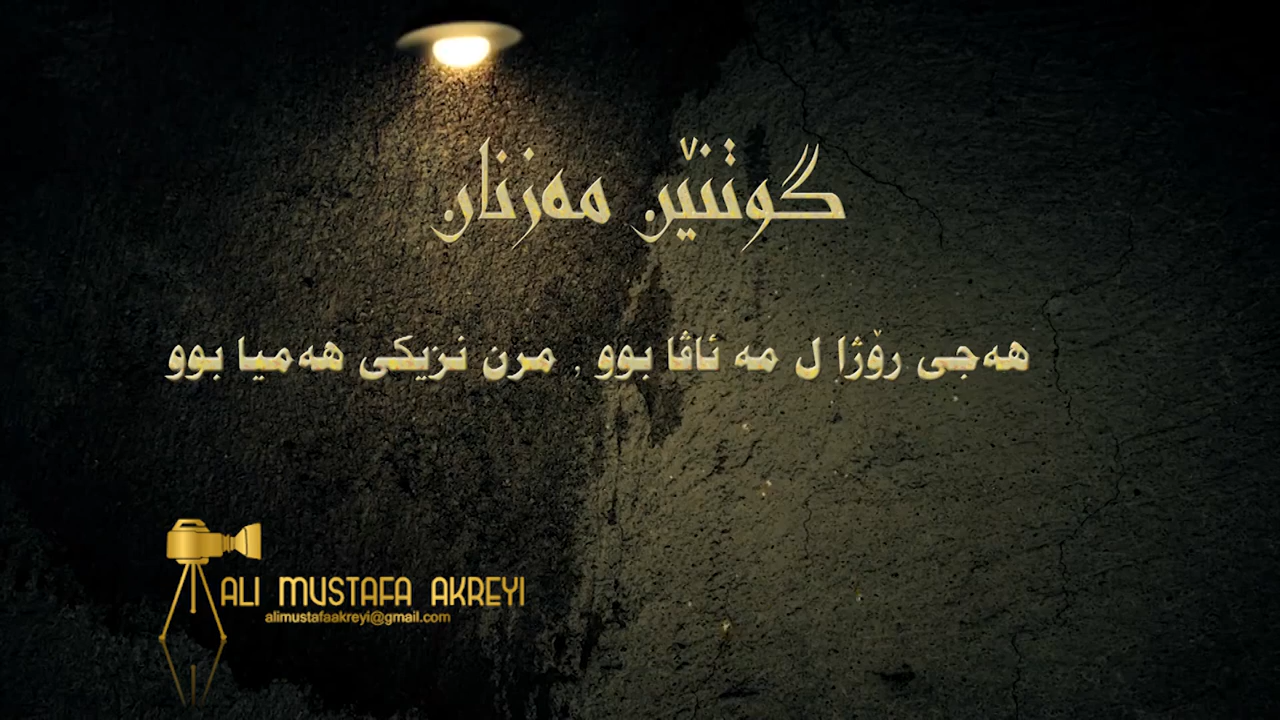 گوتنێن مەزنان
هەجی رۆژا ل مە ئاڤا بوو , مرن نزیکی هەمیا بوو
ALI MUSTAFA AKREYI
alimustafaakreyi@gmail.com